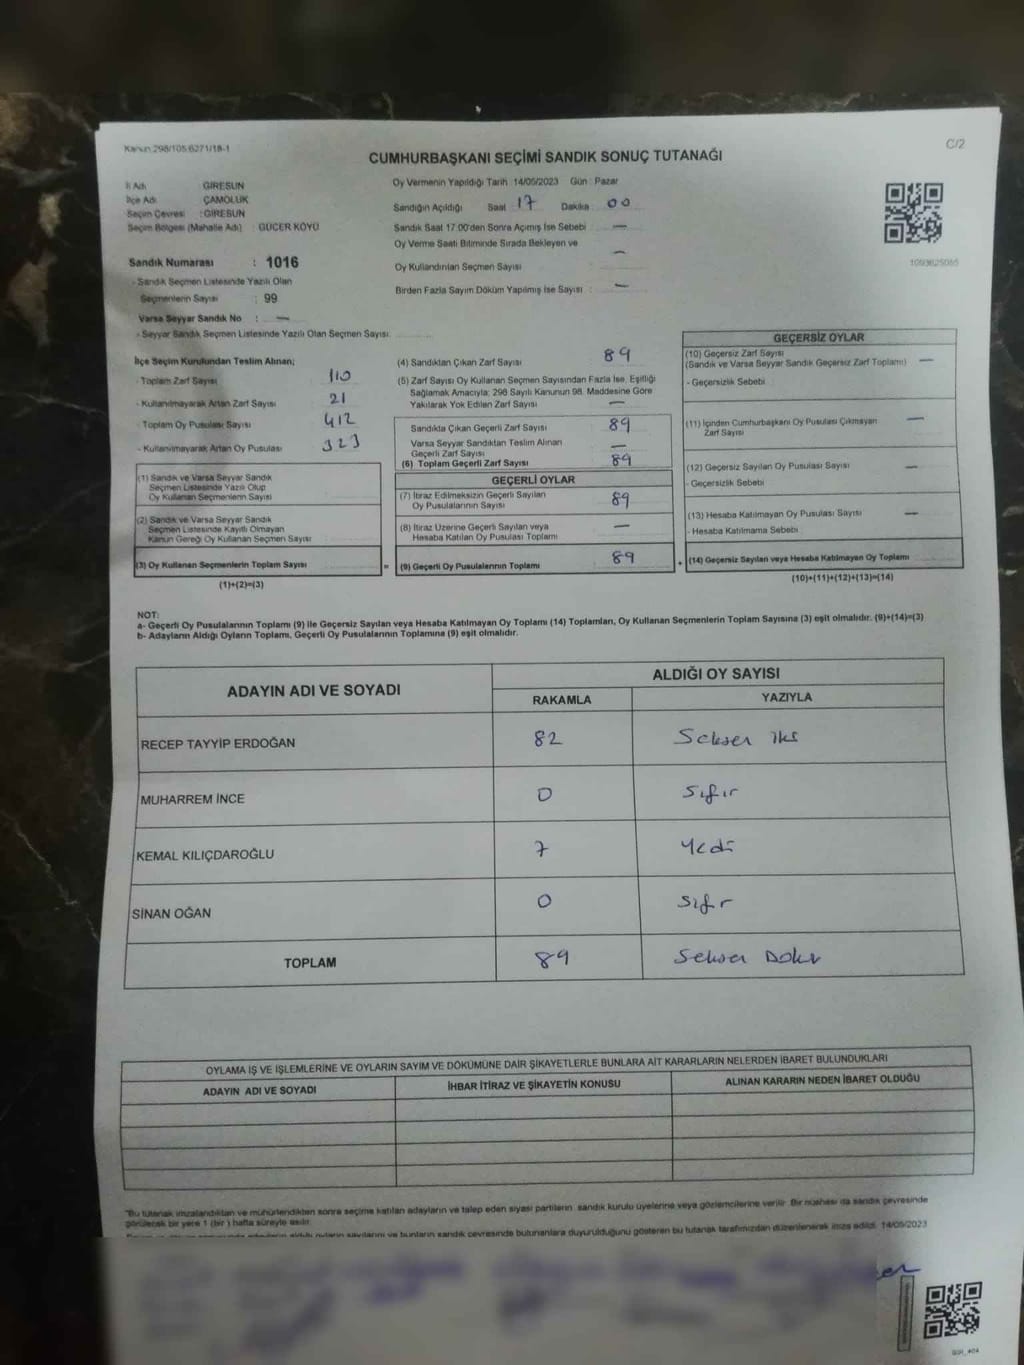 Kanun 298/105 6271/18-1
C/2
CUMHURBAŞKANI SEÇİMİ SANDIK SONUÇ TUTANAĞI
İl Adı GİRESUN
İlçe Adı ÇAMOLUK
Seçim Çevresi : GİRESUN
Seçim Bölgesi (Mahalle Adı) : GÜCER KÖYÜ
Sandık Numarası : 1016
- Sandık Seçmen Listesinde Yazılı Olan
Seçmenlerin Sayısı : 99
Varsa Seyyar Sandık No : —
- Seyyar Sandık Seçmen Listesinde Yazılı Olan Seçmen Sayısı
Oy Vermenin Yapıldığı Tarih 14/05/2023 Gün : Pazar
Sandığın Açıldığı Saat 17 Dakika 00
Sandık Saat 17:00'den Sonra Açımış İse Sebebi : —
Oy Verme Saati Bitiminde Sırada Bekleyen ve
Oy Kullandırılan Seçmen Sayısı —
Birden Fazla Sayım Döküm Yapılmış İse Sayısı : —
İlçe Seçim Kurulundan Teslim Alınan;
- Toplam Zarf Sayısı 110
- Kullanılmayarak Artan Zarf Sayısı 21
- Toplam Oy Pusulası Sayısı 412
- Kullanılmayarak Artan Oy Pusulası 323
(1) Sandık ve Varsa Seyyar Sandık
Seçmen Listesinde Yazılı Olup
Oy Kullanan Seçmenlerin Sayısı
(2) Sandık ve Varsa Seyyar Sandık
Seçmen Listesinde Kayıtlı Olmayan
Kanun Gereği Oy Kullanan Seçmen Sayısı
(3) Oy Kullanan Seçmenlerin Toplam Sayısı
(1)+(2)=(3)
(4) Sandıktan Çıkan Zarf Sayısı 89
(5) Zarf Sayısı Oy Kullanan Seçmen Sayısından Fazla İse, Eşitliği
Sağlamak Amacıyla; 298 Sayılı Kanunun 98. Maddesine Göre
Yakılarak Yok Edilen Zarf Sayısı —
Sandıkta Çıkan Geçerli Zarf Sayısı 89
Varsa Seyyar Sandıktan Teslim Alınan
Geçerli Zarf Sayısı —
(6) Toplam Geçerli Zarf Sayısı 89
GEÇERLİ OYLAR
(7) İtiraz Edilmeksizin Geçerli Sayılan
Oy Pusulalarının Sayısı 89
(8) İtiraz Üzerine Geçerli Sayılan veya
Hesaba Katılan Oy Pusulası Toplamı —
= (9) Geçerli Oy Pusulalarının Toplamı 89
GEÇERSİZ OYLAR
(10) Geçersiz Zarf Sayısı
(Sandık ve Varsa Seyyar Sandık Geçersiz Zarf Toplamı) —
- Geçersizlik Sebebi
(11) İçinden Cumhurbaşkanı Oy Pusulası Çıkmayan
Zarf Sayısı —
(12) Geçersiz Sayılan Oy Pusulası Sayısı —
- Geçersizlik Sebebi
(13) Hesaba Katılmayan Oy Pusulası Sayısı —
- Hesaba Katılmama Sebebi
+ (14) Geçersiz Sayılan veya Hesaba Katılmayan Oy Toplamı
(10)+(11)+(12)+(13)=(14)
NOT:
a- Geçerli Oy Pusulalarının Toplamı (9) ile Geçersiz Sayılan veya Hesaba Katılmayan Oy Toplamı (14) Toplamları, Oy Kullanan Seçmenlerin Toplam Sayısına (3) eşit olmalıdır. (9)+(14)=(3)
b- Adayların Aldığı Oyların Toplamı, Geçerli Oy Pusulalarının Toplamına (9) eşit olmalıdır.
ADAYIN ADI VE SOYADI
ALDIĞI OY SAYISI
RAKAMLA YAZIYLA
RECEP TAYYİP ERDOĞAN 82 Seksen iki
MUHARREM İNCE 0 Sıfır
KEMAL KILIÇDAROĞLU 7 Yedi
SİNAN OĞAN 0 Sıfır
TOPLAM 89 Seksen Dokuz
OYLAMA İŞ VE İŞLEMLERİNE VE OYLARIN SAYIM VE DÖKÜMÜNE DAİR ŞİKAYETLERLE BUNLARA AİT KARARLARIN NELERDEN İBARET BULUNDUKLARI
ADAYIN ADI VE SOYADI İHBAR İTİRAZ VE ŞİKAYETİN KONUSU ALINAN KARARIN NEDEN İBARET OLDUĞU
"Bu tutanak imzalandıktan ve mühürlendikten sonra seçime katılan adayların ve talep eden siyasi partilerin sandık kurulu üyelerine veya gözlemcilerine verilir. Bir nüshası da sandık çevresinde
görülecek bir yere 1 (bir) hafta süreyle asılır.
aldığı oyların sayılarını ve bunların sandık çevresinde bulunanlara duyurulduğunu gösteren bu tutanak tarafımızdan düzenlenerek imza edildi. 14/05/2023